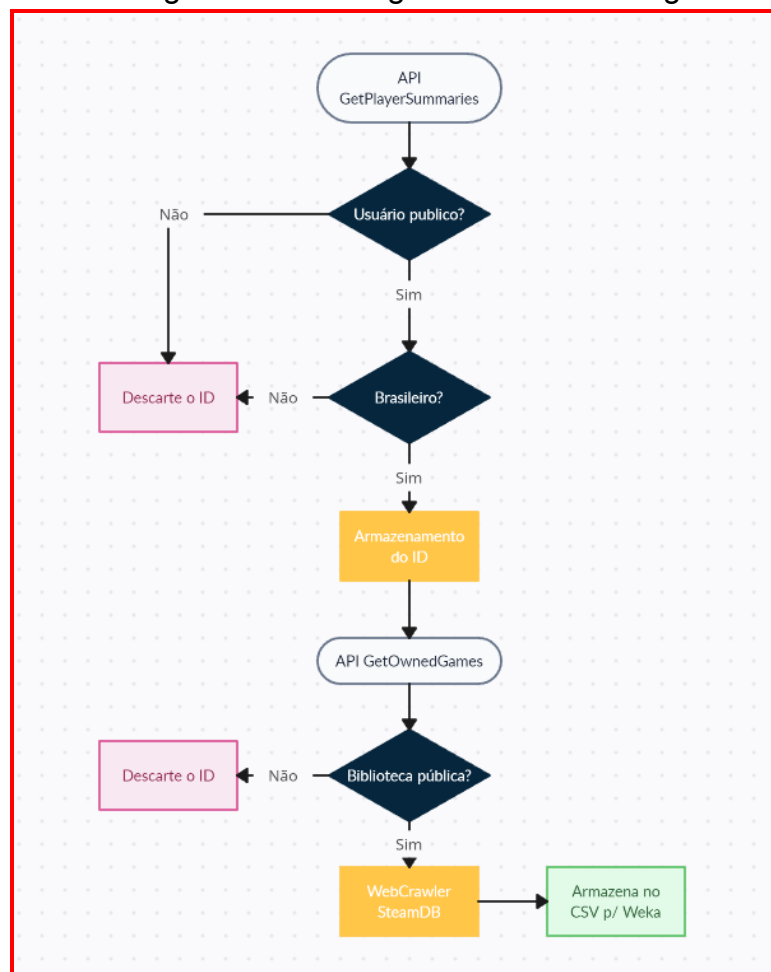 API
GetPlayerSummaries
Não
Usuário publico?
Sim
Descarte o ID
Não
Brasileiro?
Sim
Armazenamento
do ID
API GetOwnedGames
Descarte o ID
Não
Biblioteca pública?
Sim
WebCrawler
SteamDB
Armazena no
CSV p/ Weka